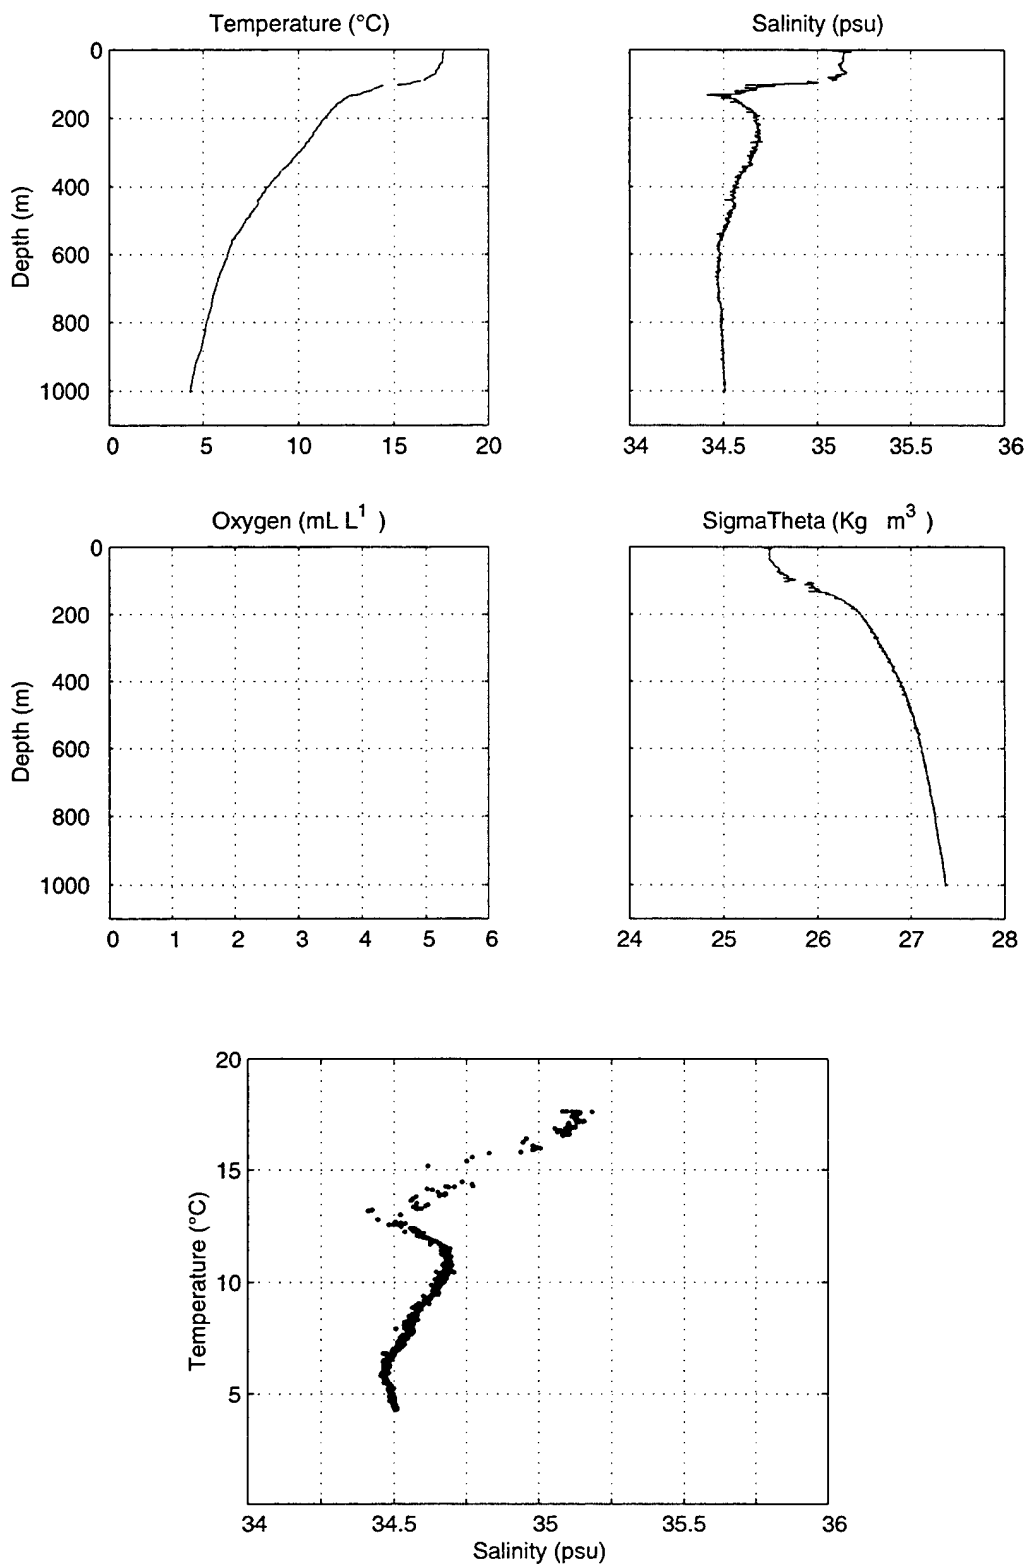 Temperature (°C)
Salinity (psu)
0
200
400
600
800
1000
Depth (m)
0 5 10 15 20
34 34.5 35 35.5 36
Oxygen (mL L1 )
SigmaTheta (Kg m3 )
0
200
400
600
800
1000
Depth (m)
0 1 2 3 4 5 6
24 25 26 27 28
20
15
10
5
Temperature (°C)
34 34.5 35 35.5 36
Salinity (psu)